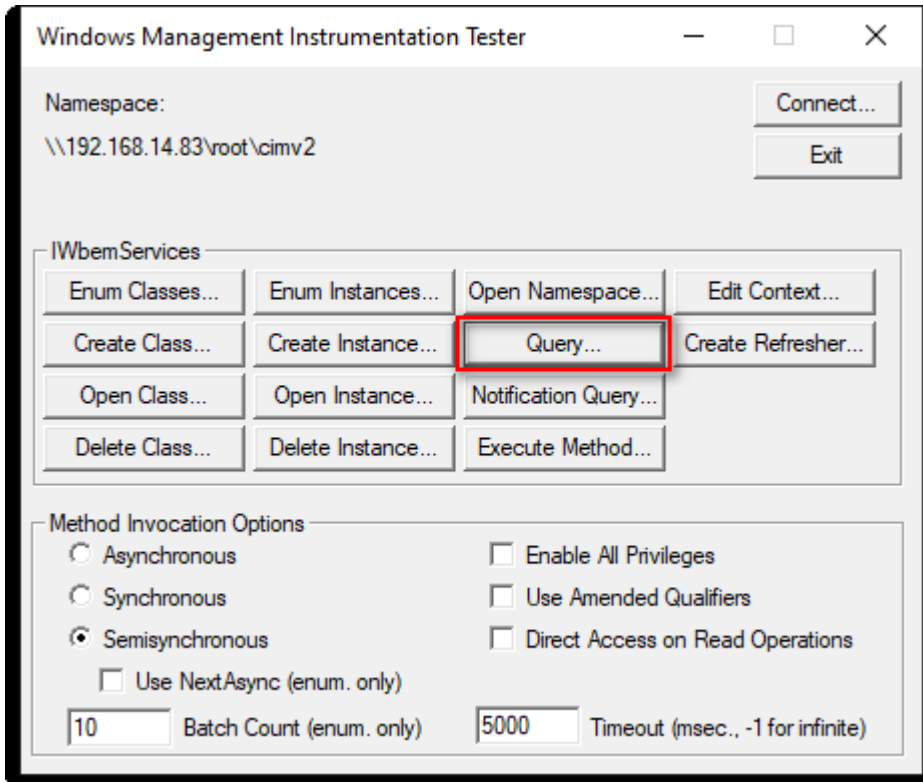 Windows Management Instrumentation Tester
Namespace:
\\192.168.14.83\root\cimv2
Connect...
Exit
IWbemServices
Enum Classes... Enum Instances... Open Namespace... Edit Context...
Create Class... Create Instance... Query... Create Refresher...
Open Class... Open Instance... Notification Query...
Delete Class... Delete Instance... Execute Method...
Method Invocation Options
Asynchronous Enable All Privileges
Synchronous Use Amended Qualifiers
Semisynchronous Direct Access on Read Operations
Use NextAsync (enum. only)
10 Batch Count (enum. only) 5000 Timeout (msec., -1 for infinite)